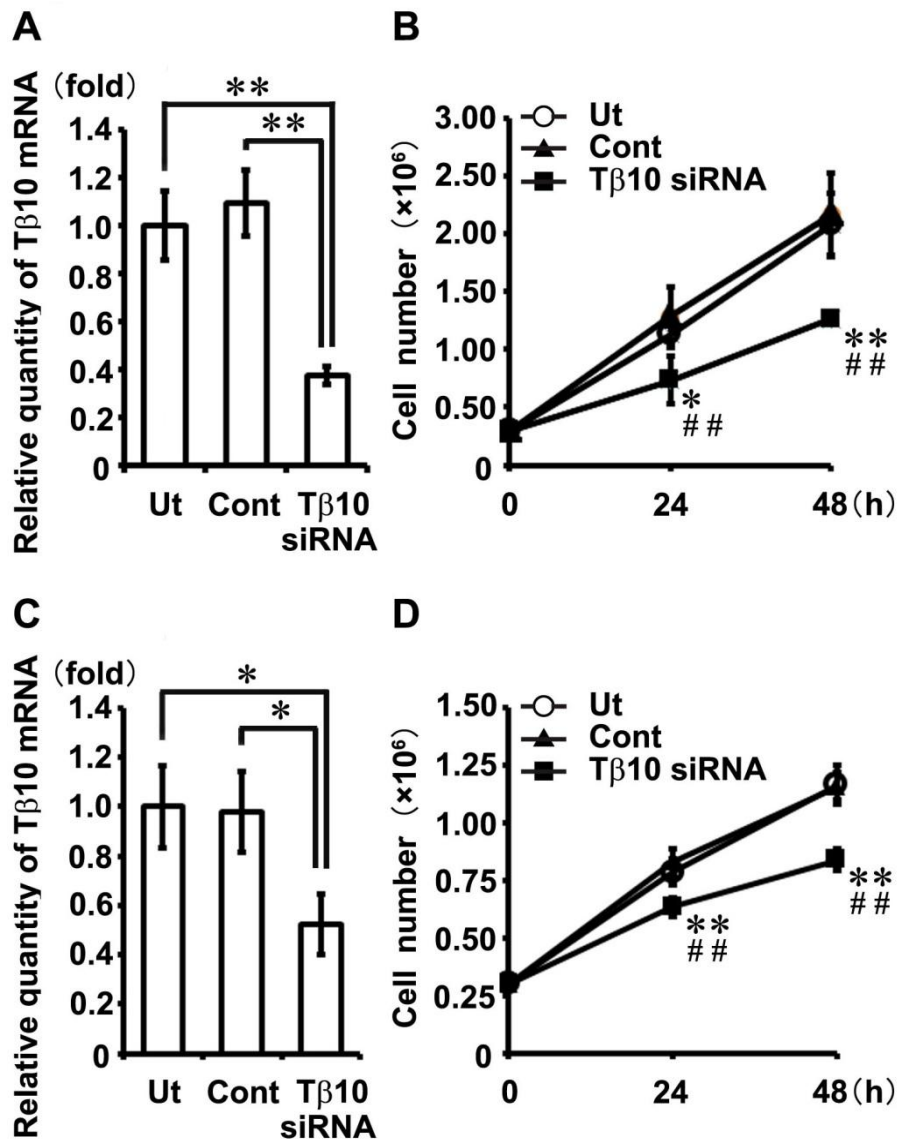 A
Relative quantity of Tβ10 mRNA
(fold)
**
**
1.4
1.2
1.0
0.8
0.6
0.4
0.2
0
Ut
Cont
Tβ10
siRNA
B
Cell number (×10⁶)
3.00
2.50
2.00
1.50
1.00
0.50
0
Ut
Cont
Tβ10 siRNA
*
##
**
##
0
24
48(h)
C
Relative quantity of Tβ10 mRNA
(fold)
*
*
1.4
1.2
1.0
0.8
0.6
0.4
0.2
0
Ut
Cont
Tβ10
siRNA
D
Cell number (×10⁶)
1.50
1.25
1.00
0.75
0.50
0.25
0
Ut
Cont
Tβ10 siRNA
**
##
**
##
0
24
48(h)